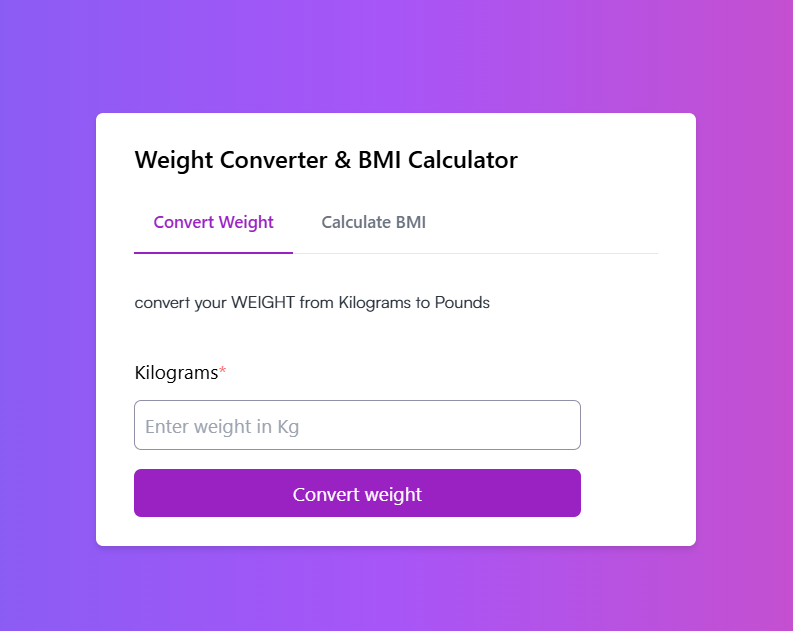 Weight Converter & BMI Calculator
Convert Weight Calculate BMI
convert your WEIGHT from Kilograms to Pounds
Kilograms*
Enter weight in Kg
Convert weight